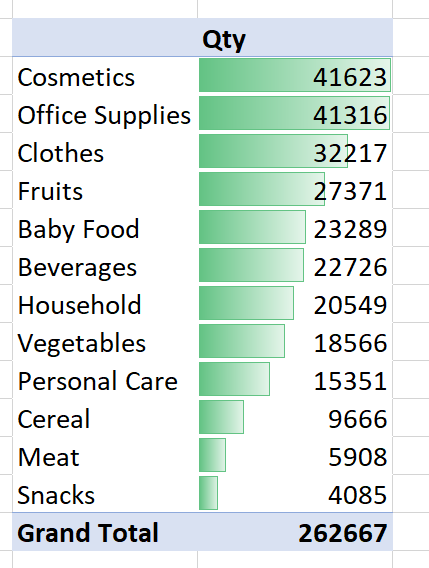 Qty
Cosmetics 41623
Office Supplies 41316
Clothes 32217
Fruits 27371
Baby Food 23289
Beverages 22726
Household 20549
Vegetables 18566
Personal Care 15351
Cereal 9666
Meat 5908
Snacks 4085
Grand Total 262667